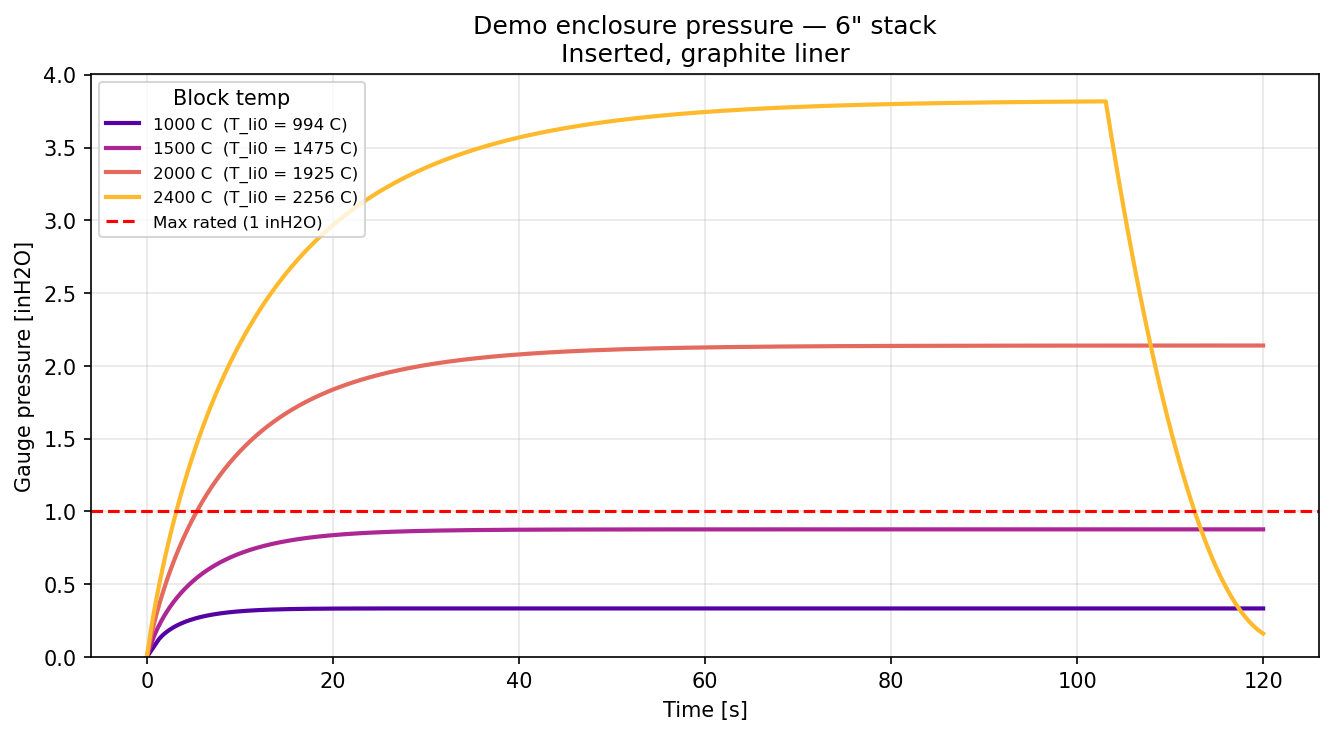 Demo enclosure pressure — 6" stack
Inserted, graphite liner
Gauge pressure [inH2O]
4.0
3.5
3.0
2.5
2.0
1.5
1.0
0.5
0.0
Block temp
1000 C  (T_li0 = 994 C)
1500 C  (T_li0 = 1475 C)
2000 C  (T_li0 = 1925 C)
2400 C  (T_li0 = 2256 C)
Max rated (1 inH2O)
0 20 40 60 80 100 120
Time [s]